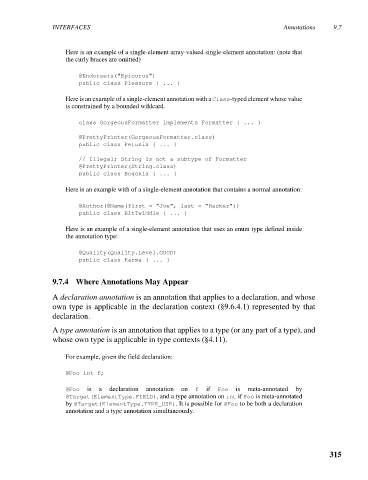 INTERFACES Annotations 9.7
Here is an example of a single-element array-valued single-element annotation: (note that
the curly braces are omitted)
@Endorsers("Epicurus")
public class Pleasure { ... }
Here is an example of a single-element annotation with a Class-typed element whose value
is constrained by a bounded wildcard.
class GorgeousFormatter implements Formatter { ... }
@PrettyPrinter(GorgeousFormatter.class)
public class Petunia { ... }
// Illegal; String is not a subtype of Formatter
@PrettyPrinter(String.class)
public class Begonia { ... }
Here is an example with of a single-element annotation that contains a normal annotation:
@Author(@Name(first = "Joe", last = "Hacker"))
public class BitTwiddle { ... }
Here is an example of a single-element annotation that uses an enum type defined inside
the annotation type:
@Quality(Quality.Level.GOOD)
public class Karma { ... }
9.7.4 Where Annotations May Appear
A declaration annotation is an annotation that applies to a declaration, and whose
own type is applicable in the declaration context (§9.6.4.1) represented by that
declaration.
A type annotation is an annotation that applies to a type (or any part of a type), and
whose own type is applicable in type contexts (§4.11).
For example, given the field declaration:
@Foo int f;
@Foo is a declaration annotation on f if Foo is meta-annotated by
@Target(ElementType.FIELD), and a type annotation on int if Foo is meta-annotated
by @Target(ElementType.TYPE_USE). It is possible for @Foo to be both a declaration
annotation and a type annotation simultaneously.
315